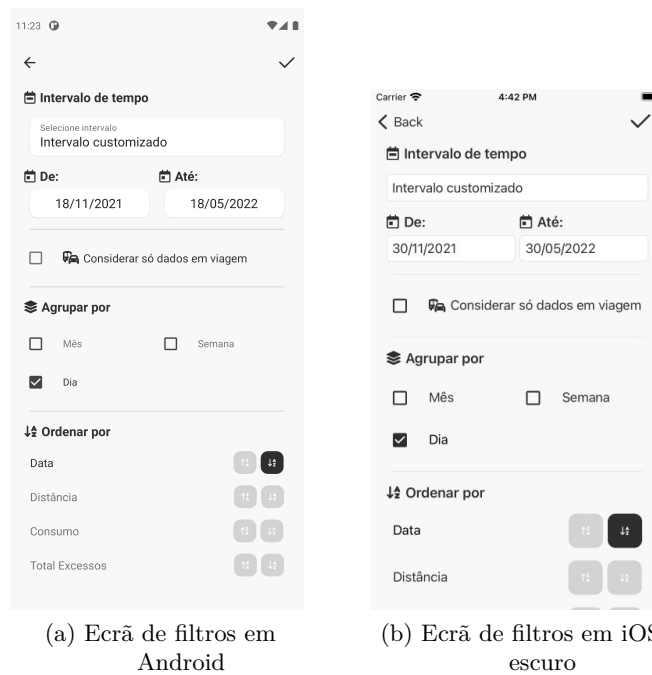 11:23
Intervalo de tempo
Selecione intervalo
Intervalo customizado
De:
Até:
18/11/2021
18/05/2022
Considerar só dados em viagem
Agrupar por
Mês
Semana
Dia
Ordenar por
Data
Distância
Consumo
Total Excessos
(a) Ecrã de filtros em
Android
Carrier
4:42 PM
Back
Intervalo de tempo
Intervalo customizado
De:
Até:
30/11/2021
30/05/2022
Considerar só dados em viagem
Agrupar por
Mês
Semana
Dia
Ordenar por
Data
Distância
(b) Ecrã de filtros em iOS
escuro